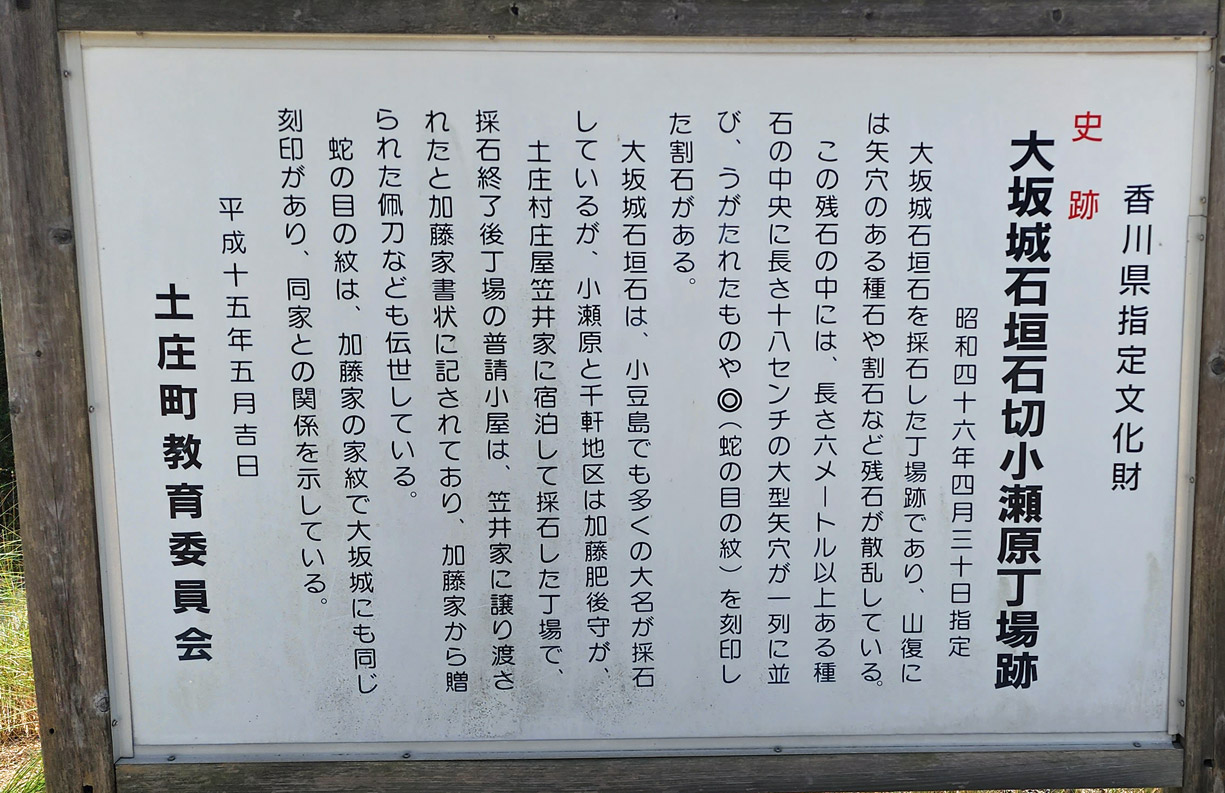 香川県指定文化財
史跡
大坂城石垣石切小瀬原丁場跡
昭和四十六年四月三十日指定
大坂城石垣石を採石した丁場跡であり、山復に
は矢穴のある種石や割石など残石が散乱している。
この残石の中には、長さ六メートル以上ある種
石の中央に長さ十八センチの大型矢穴が一列に並
び、うがたれたものや◎(蛇の目の紋)を刻印し
た割石がある。
大坂城石垣石は、小豆島でも多くの大名が採石
しているが、小瀬原と千軒地区は加藤肥後守が、
土庄村庄屋笠井家に宿泊して採石した丁場で、
採石終了後丁場の普請小屋は、笠井家に譲り渡さ
れたと加藤家書状に記されており、加藤家から贈
られた佩刀なども伝世している。
蛇の目の紋は、加藤家の家紋で大坂城にも同じ
刻印があり、同家との関係を示している。
平成十五年五月吉日
土庄町教育委員会